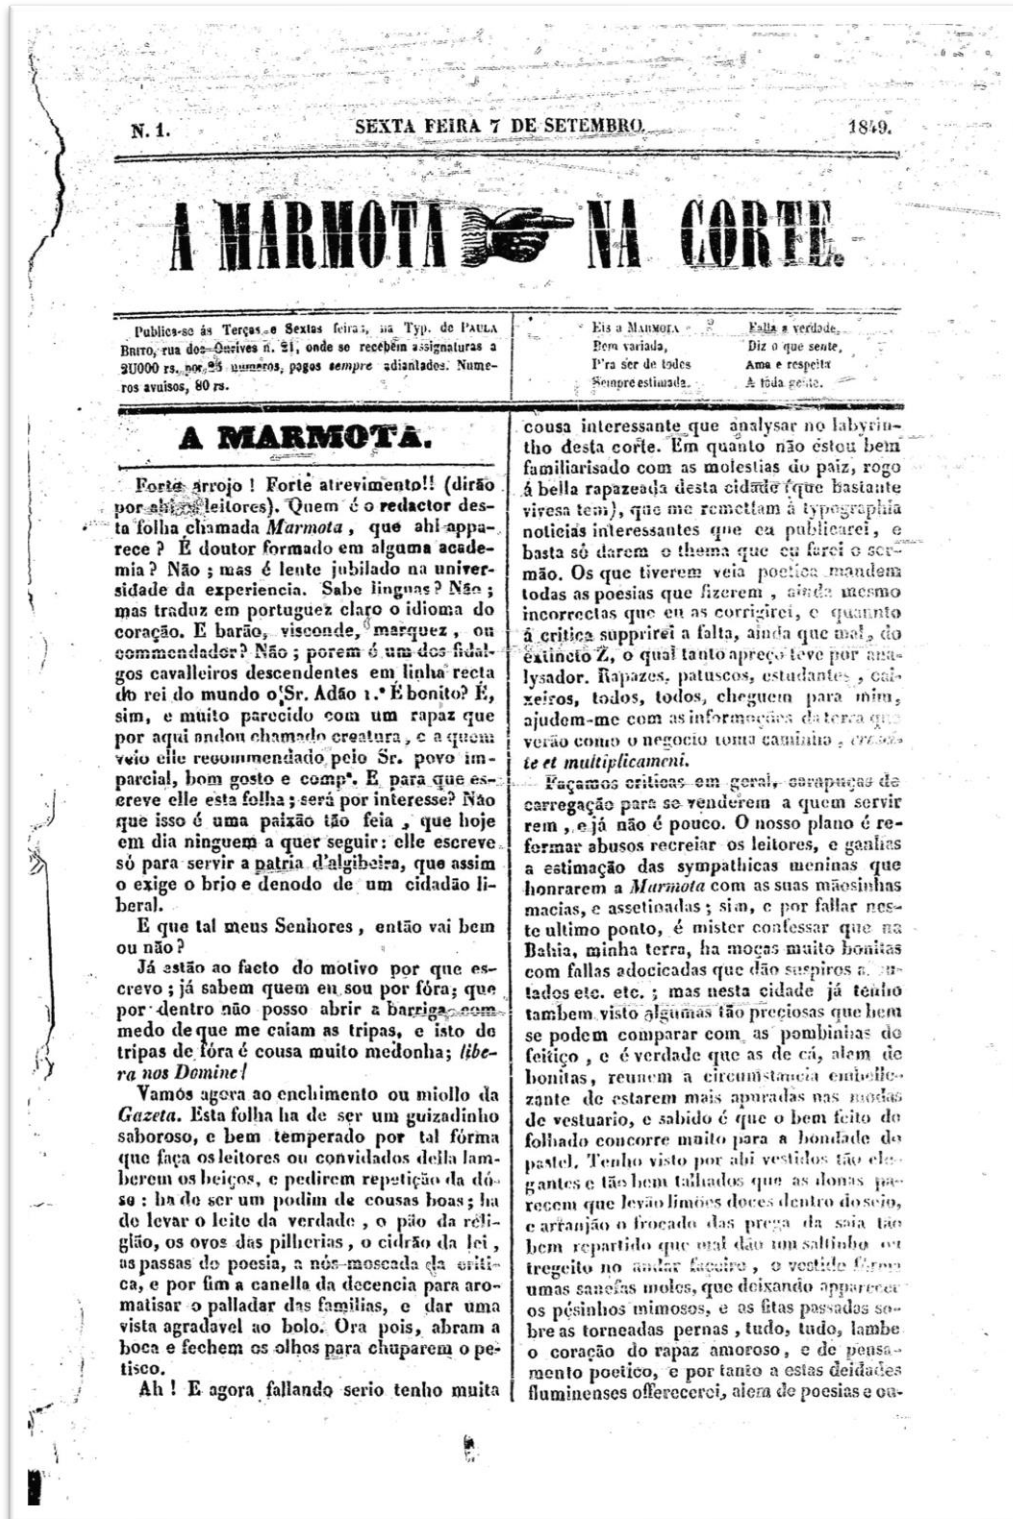 N. 1.
SEXTA FEIRA 7 DE SETEMBRO.
1849.
A MARMOTA NA CORTE.
Publica-se ás Terças e Sextas feiras, na Typ. de PAULA
BRITO, rua dos Ourives n. 21, onde se recebem assignaturas a
2U000 rs. por 25 numeros, pagos sempre adiantados. Nume-
ros avulsos, 80 rs.
Eis a MARMOTA
Bem variada,
P'ra ser de todos
Sempre estimada.
Falla a verdade,
Diz o que sente,
Ama e respeita
A toda gente.
A MARMOTA.
Forte arrojo ! Forte atrevimento!! (dirão
por ahi os leitores). Quem é o redactor des-
ta folha chamada Marmota , que ahi appa-
rece ? É doutor formado em alguma acade-
mia ? Não ; mas é lente jubilado na univer-
sidade da experiencia. Sabe linguas? Não ;
mas traduz em portuguez claro o idioma do
coração. E barão, visconde, marquez , ou
commendador? Não ; porem é um dos fidal-
gos cavalleiros descendentes em linha recta
do rei do mundo o Sr. Adão 1.º É bonito? É,
sim, e muito parecido com um rapaz que
por aqui andou chamado creatura , e a quem
veio elle recommendado pelo Sr. povo im-
parcial, bom gosto e compª. E para que es-
creve elle esta folha ; será por interesse? Não
que isso é uma paixão tão feia , que hoje
em dia ninguem a quer seguir: elle escreve
só para servir a patria d'algibeira, que assim
o exige o brio e denodo de um cidadão li-
beral.
E que tal meus Senhores , então vai bem
ou não ?
Já estão ao facto do motivo por que es-
crevo ; já sabem quem eu sou por fóra; que
por dentro não posso abrir a barriga, com
medo de que me caiam as tripas, e isto de
tripas de fóra é cousa muito medonha; libe-
ra nos Domine!
Vamos agora ao enchimento ou miollo da
Gazeta. Esta folha ha de ser um guizadinho
saboroso, e bem temperado por tal fórma
que faça os leitores ou convidados della lam-
berem os beiços, e pedirem repetição da dó-
se : ha de ser um podim de cousas boas; ha
de levar o leite da verdade , o pão da reli-
gião, os ovos das pilherias , o cidrão da lei ,
as passas do poesia, a nós-moscada da criti-
ca, e por fim a canella da decencia para aro-
matisar o palladar das familias, e dar uma
vista agradavel ao bolo. Ora pois, abram a
boca e fechem os olhos para chuparem o pe-
tisco.
Ah ! E agora fallando serio tenho muita
cousa interessante que analysar no labyrin-
tho desta corte. Em quanto não estou bem
familiarisado com as molestias do paiz, rogo
á bella rapazeada desta cidade (que bastante
vivesa tem), que me remettam á typographia
noticias interessantes que eu publicarei, e
basta só darem o thema que eu farei o ser-
mão. Os que tiverem veia poetica mandem
todas as poesias que fizerem , ainda mesmo
incorrectas que eu as corrigirei, e quannto
á critica supprirei a falta, ainda que mal, do
extincto Z, o qual tanto apreço teve por ana-
lysador. Rapazes, patuscos, estudantes , cai-
xeiros, todos, todos, cheguem para mim,
ajudem-me com as informações da terra que
verão como o negocio toma caminho ,
te et multiplicameni.
Façamos criticas em geral, carapuças de
carregação para se venderem a quem servir
rem , e já não é pouco. O nosso plano é re-
formar abusos recreiar os leitores, e ganhas
a estimação das sympathicas meninas que
honrarem a Marmota com as suas mãosinhas
macias, e assetinadas ; sim, e por fallar nes-
te ultimo ponto, é mister confessar que na
Bahia, minha terra, ha moças muito bonitas
com fallas adocicadas que dão suspiros
etc. etc. ; mas nesta cidade já tenho
tambem visto algumas tão preciosas que bem
se podem comparar com as pombinhas do
feitiço , e é verdade que as de cá, alem de
bonitas, reunem a circumstancia embelle-
zante de estarem mais apuradas nas modas
de vestuario, e sabido é que o bem feito do
folhado concorre muito para a bondade do
pastel. Tenho visto por ahi vestidos tão ele-
gantes e tão bem talhados que as donas pa-
recem que levão limões doces dentro do seio,
e arranjão o frocado das prega da saia tão
bem repartido que mal dão um saltinho ou
tregeito no andar faceiro , o vestido fórma
umas sanefas moles, que deixando apparecer
os pésinhos mimosos, e as fitas passadas so-
bre as torneadas pernas , tudo, tudo, lambe
o coração do rapaz amoroso, e de pensa-
mento poetico, e por tanto a estas deidades
fluminenses offerecerei, alem de poesias e ou-